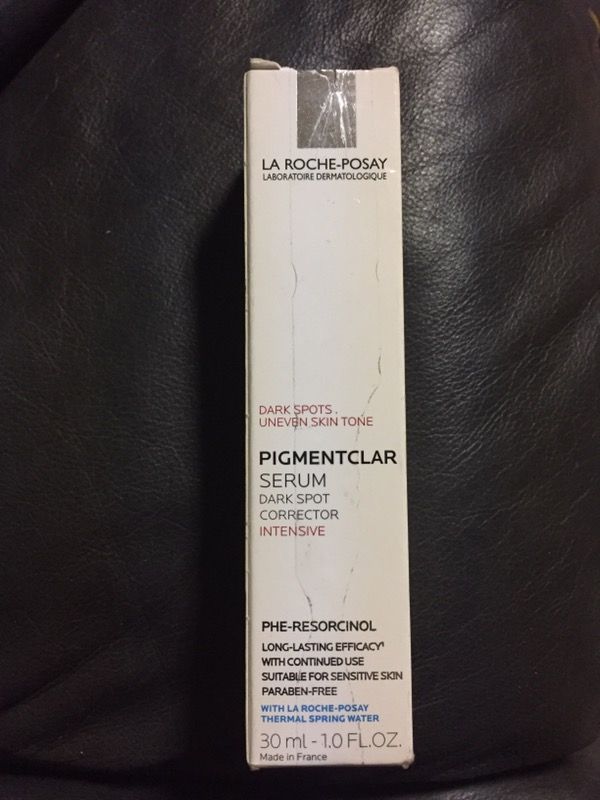 LA ROCHE-POSAY
LABORATOIRE DERMATOLOGIQUE
DARK SPOTS
UNEVEN SKIN TONE
PIGMENTCLAR
SERUM
DARK SPOT
CORRECTOR
INTENSIVE
PHE-RESORCINOL
LONG-LASTING EFFICACY¹
WITH CONTINUED USE
SUITABLE FOR SENSITIVE SKIN
PARABEN-FREE
WITH LA ROCHE-POSAY
THERMAL SPRING WATER
30 ml - 1.0 FL.OZ.
Made in France